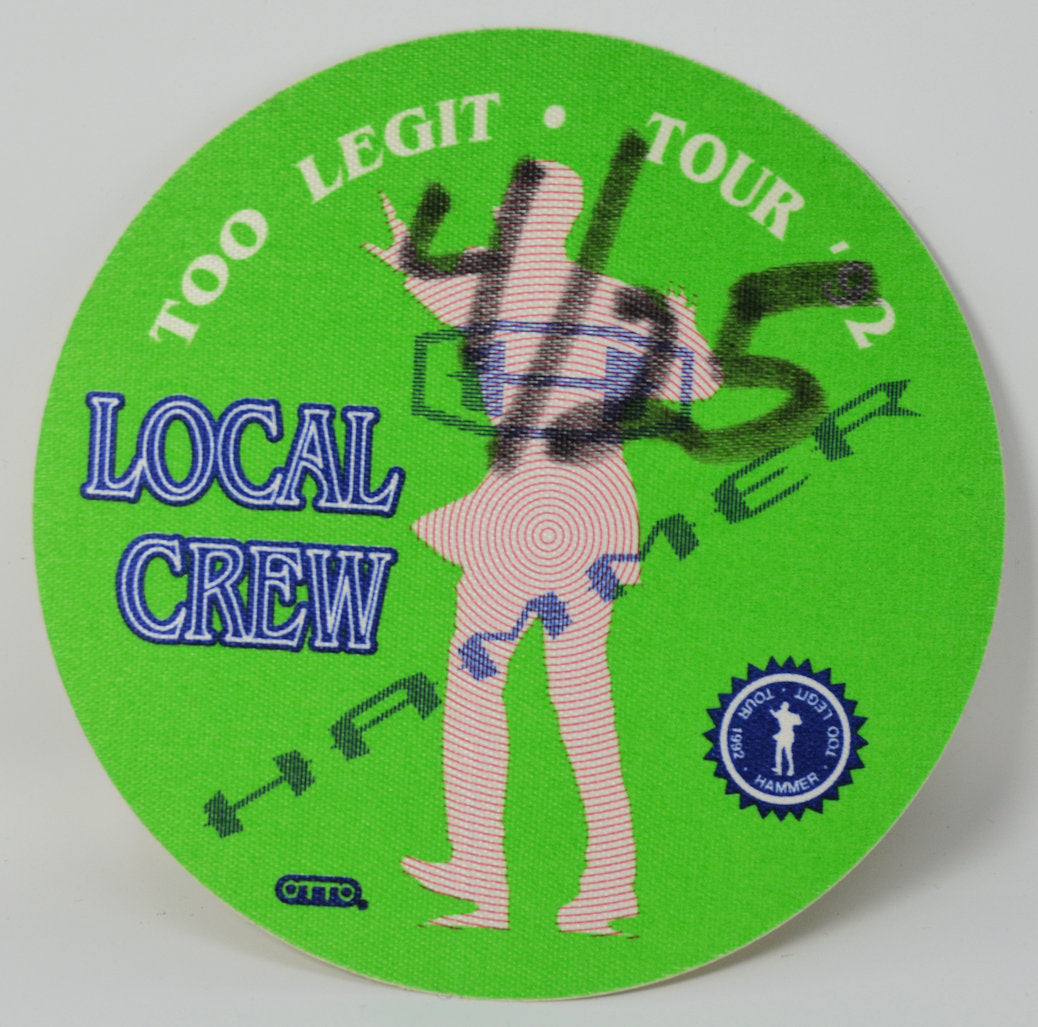 TOO LEGIT • TOUR '92
4/25
LOCAL
CREW
HAMMER
TOO LEGIT • TOUR 1992 • HAMMER •
OTTO